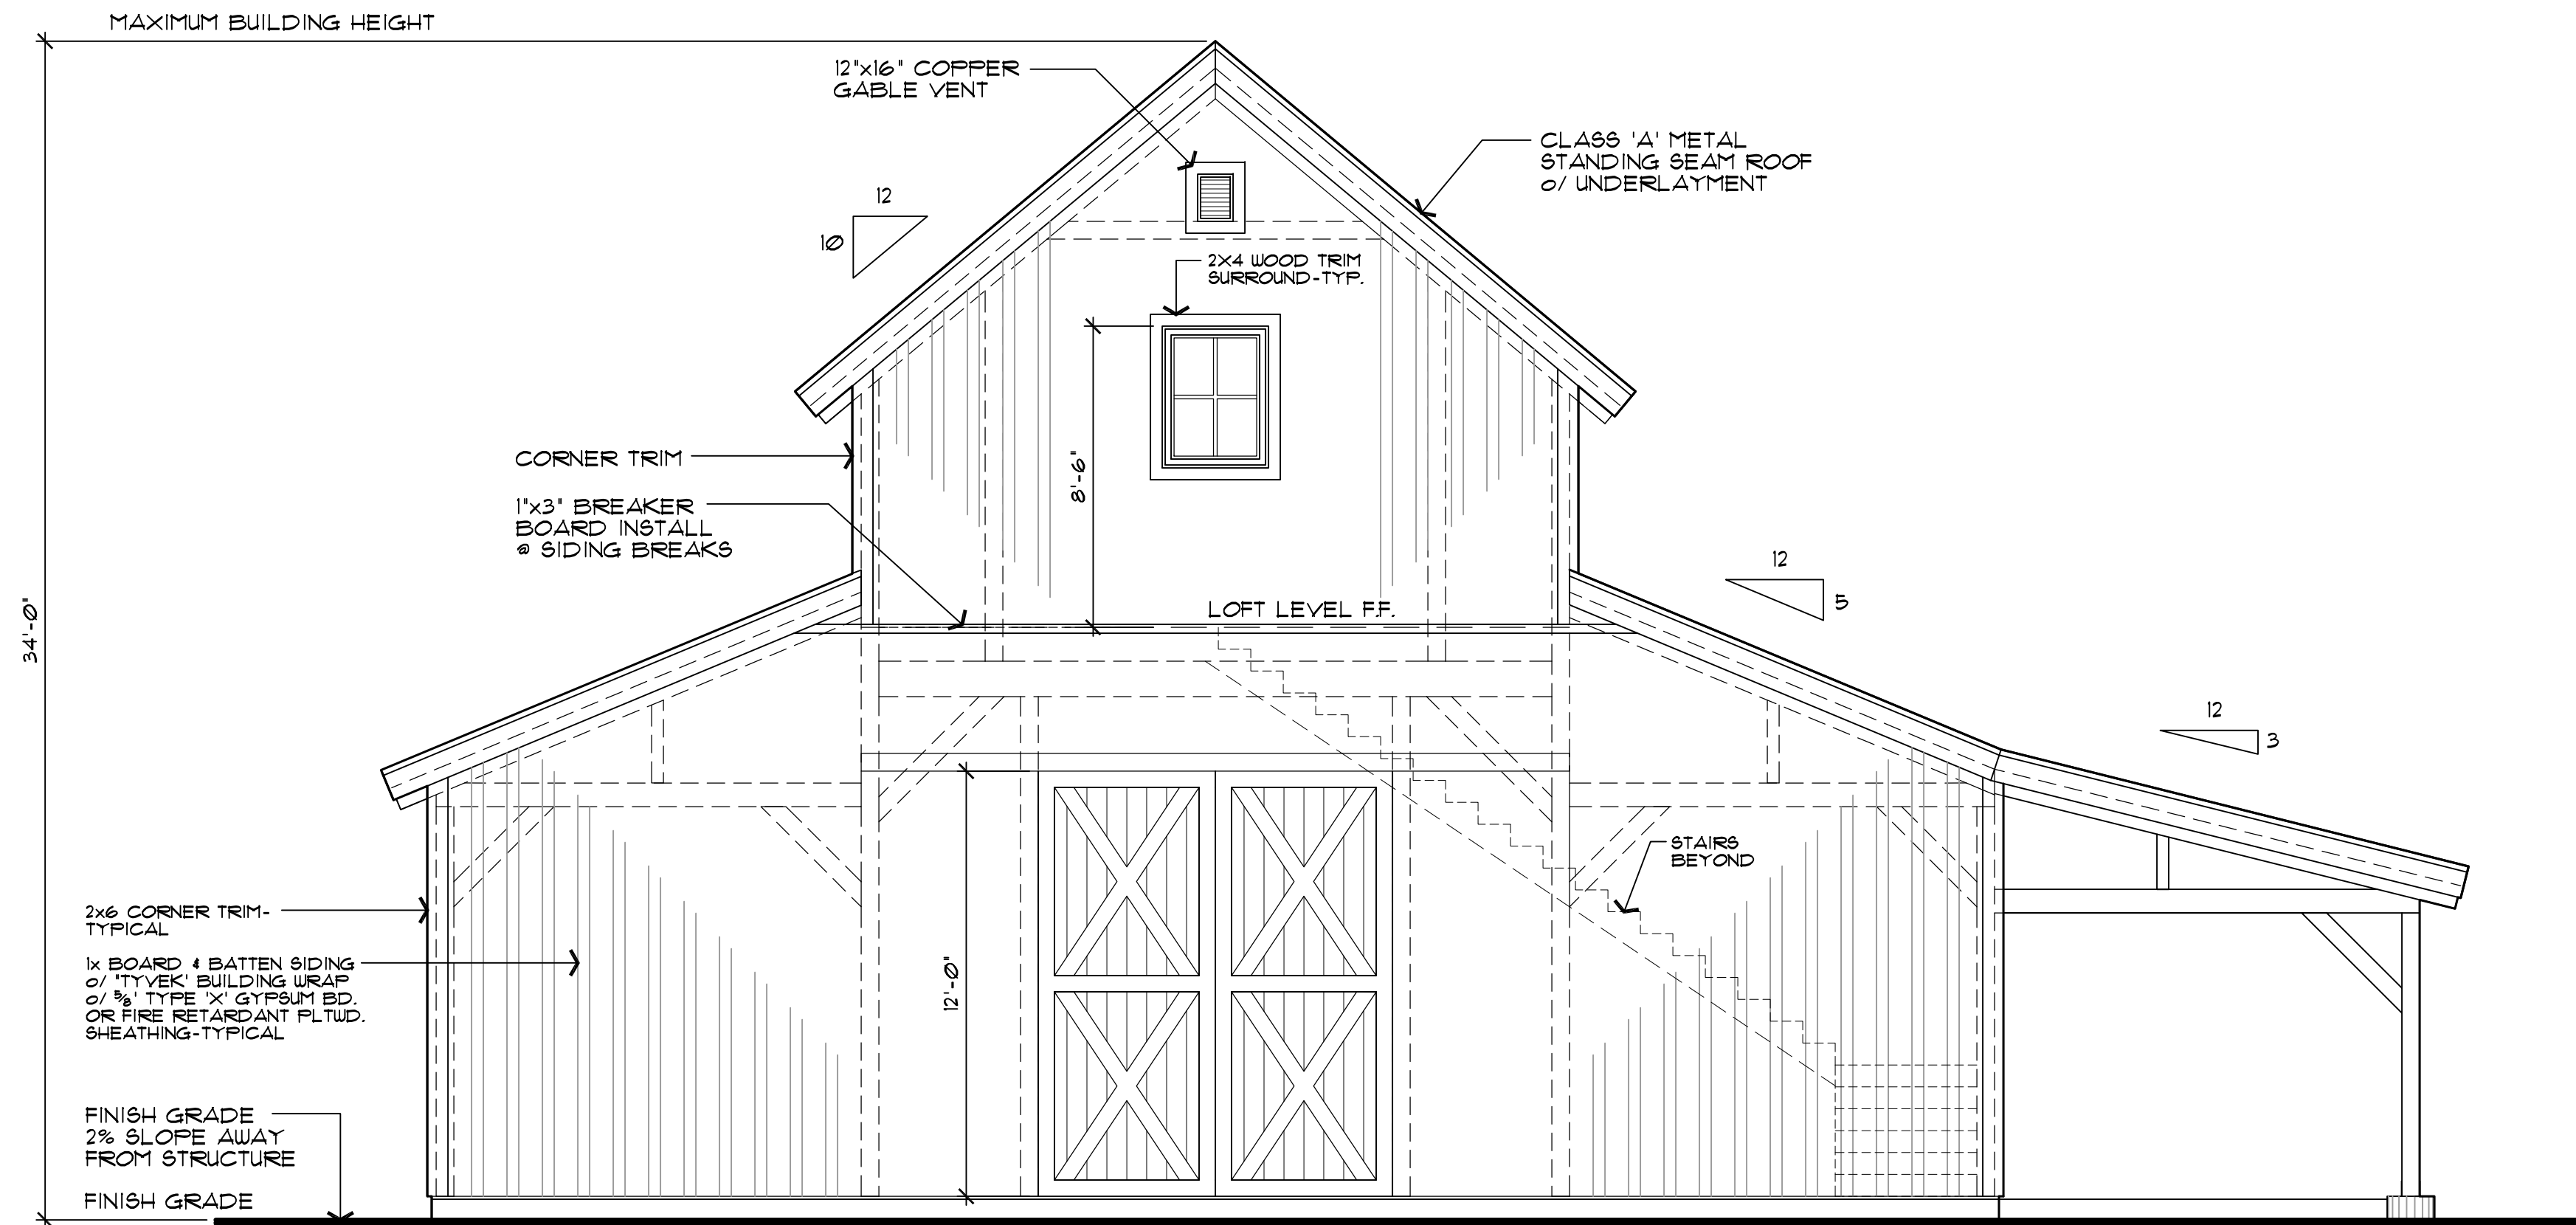 MAXIMUM BUILDING HEIGHT
12"x16" COPPER
GABLE VENT
CLASS 'A' METAL
STANDING SEAM ROOF
o/ UNDERLAYMENT
12
10
2X4 WOOD TRIM
SURROUND-TYP.
CORNER TRIM
8'-6"
1"x3" BREAKER
BOARD INSTALL
@ SIDING BREAKS
12
5
LOFT LEVEL F.F.
34'-0"
12
3
STAIRS
BEYOND
2x6 CORNER TRIM-
TYPICAL
12'-0"
1x BOARD & BATTEN SIDING
o/ "TYVEK' BUILDING WRAP
o/ 5/8' TYPE 'X' GYPSUM BD.
OR FIRE RETARDANT PLTWD.
SHEATHING-TYPICAL
FINISH GRADE
2% SLOPE AWAY
FROM STRUCTURE
FINISH GRADE